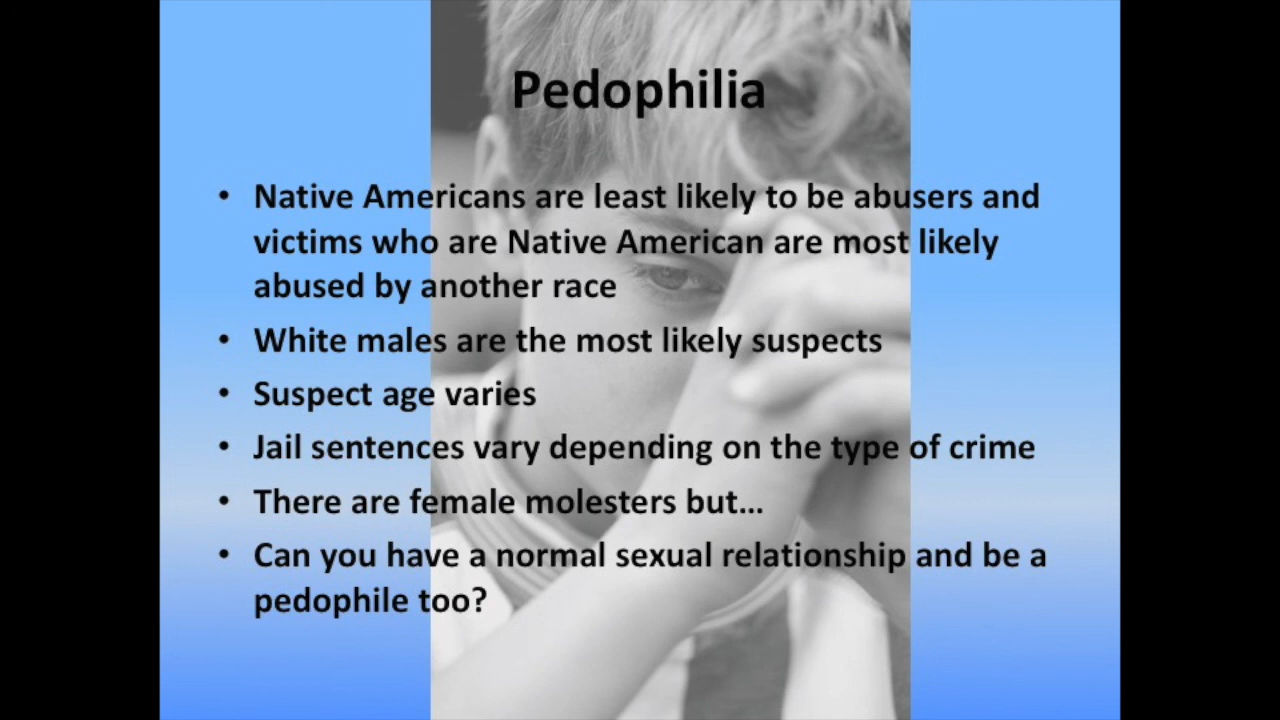 Pedophilia
• Native Americans are least likely to be abusers and
victims who are Native American are most likely
abused by another race
• White males are the most likely suspects
• Suspect age varies
• Jail sentences vary depending on the type of crime
• There are female molesters but...
• Can you have a normal sexual relationship and be a
pedophile too?